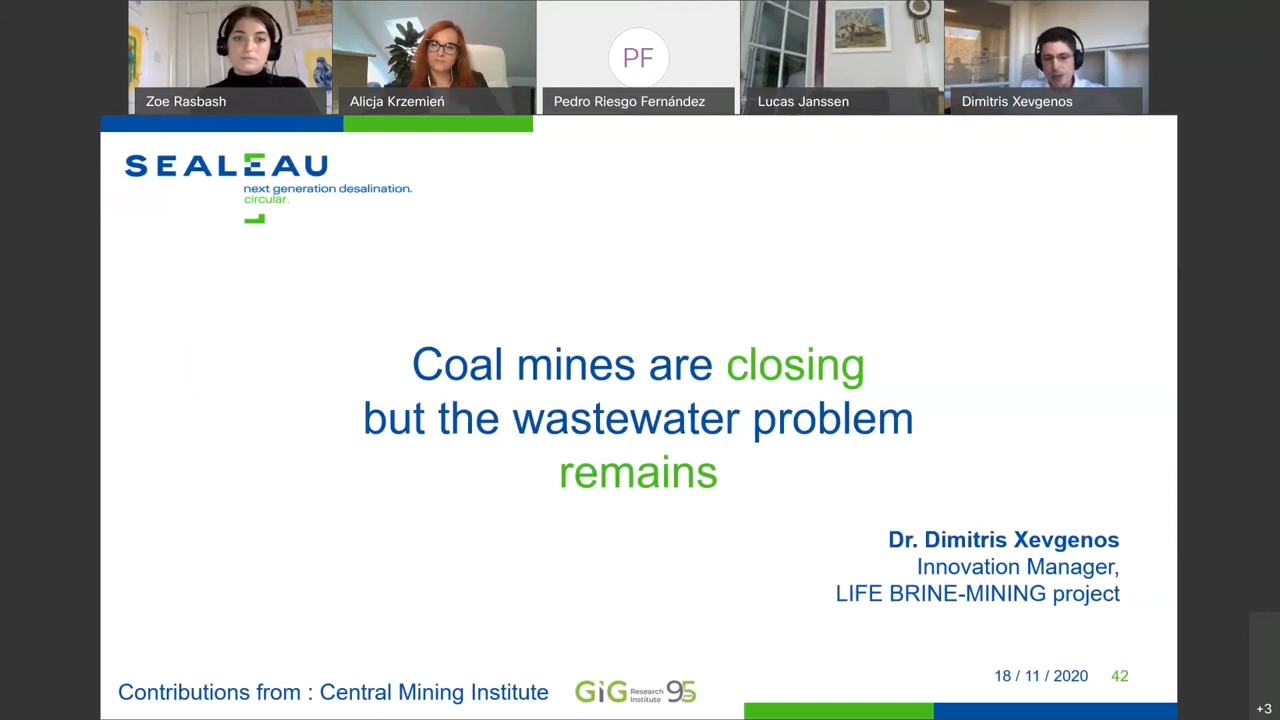 PF
Zoe Rasbash
Alicja Krzemień
Pedro Riesgo Fernández
Lucas Janssen
Dimitris Xevgenos
SEALEAU
next generation desalination.
circular.
Coal mines are closing
but the wastewater problem
remains
Dr. Dimitris Xevgenos
Innovation Manager,
LIFE BRINE-MINING project
18 / 11 / 2020 42
Contributions from : Central Mining Institute
GIG Research Institute 95
+3